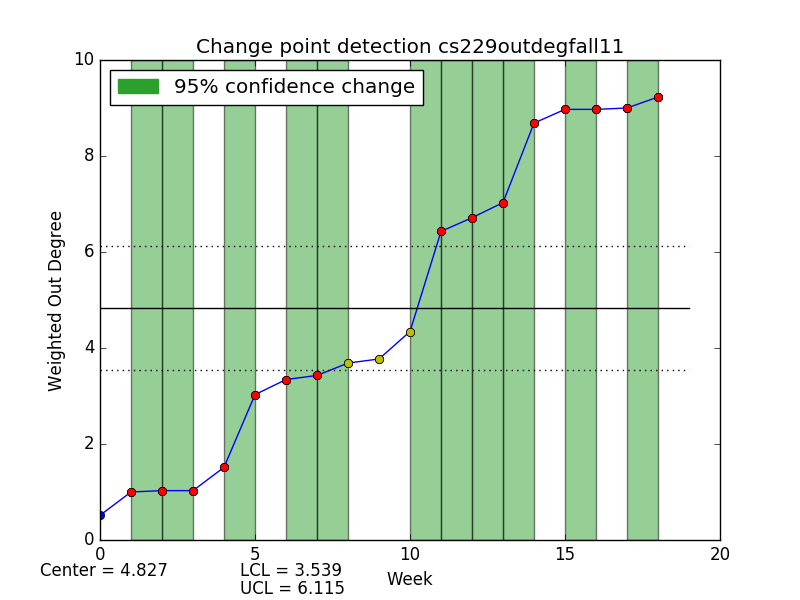 Change point detection cs229outdegfall11
95% confidence change
10
8
6
4
2
0
Weighted Out Degree
0 5 10 15 20
Week
Center = 4.827
LCL = 3.539
UCL = 6.115